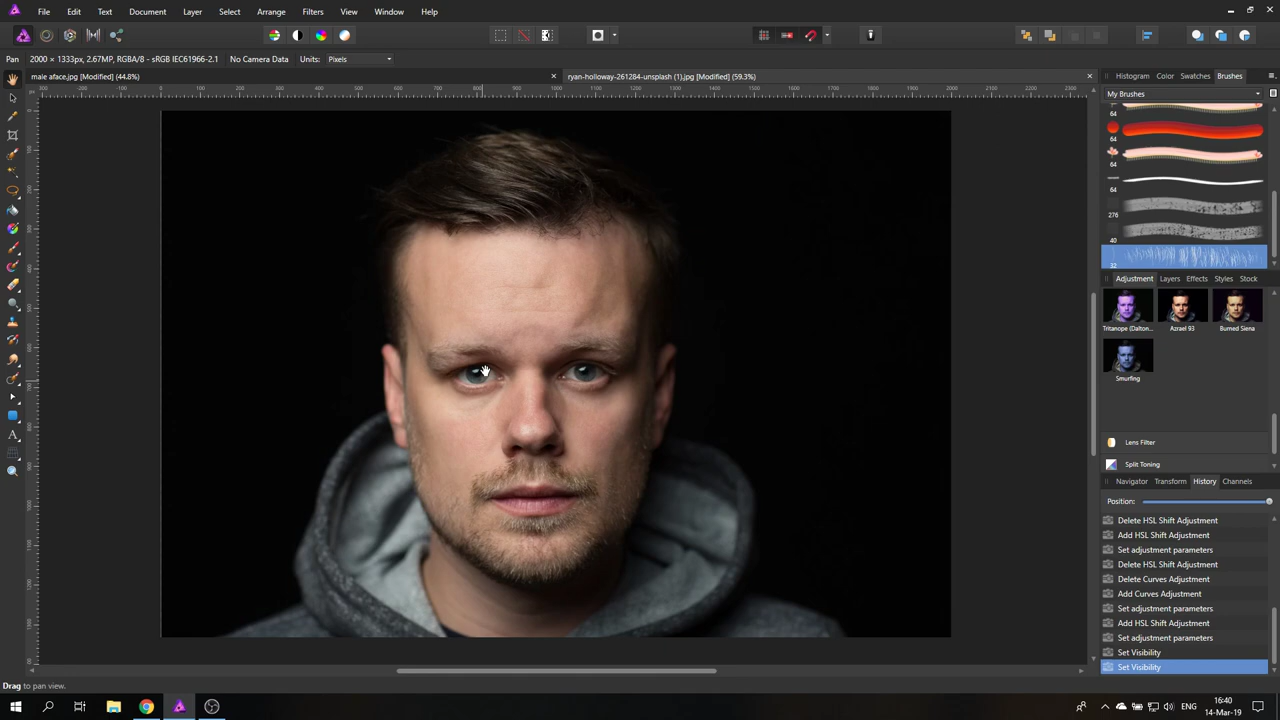 File Edit Text Document Layer Select Arrange Filters View Window Help
Pan 2000 × 1333px, 2.67MP, RGBA/8 - sRGB IEC61966-2.1 No Camera Data Units: Pixels
male aface.jpg [Modified] (44.8%) ryan-holloway-261284-unsplash (1).jpg [Modified] (59.3%)
Histogram Color Swatches Brushes
My Brushes
64
64
64
64
276
40
32
Adjustment Layers Effects Styles Stock
Tritanope (Dalton... Azrael 93 Burned Siena
Smurfing
Lens Filter
Split Toning
Navigator Transform History Channels
Position:
Delete HSL Shift Adjustment
Add HSL Shift Adjustment
Set adjustment parameters
Delete HSL Shift Adjustment
Delete Curves Adjustment
Add Curves Adjustment
Set adjustment parameters
Add HSL Shift Adjustment
Set adjustment parameters
Set Visibility
Set Visibility
Drag to pan view.
ENG
16:40
14-Mar-19